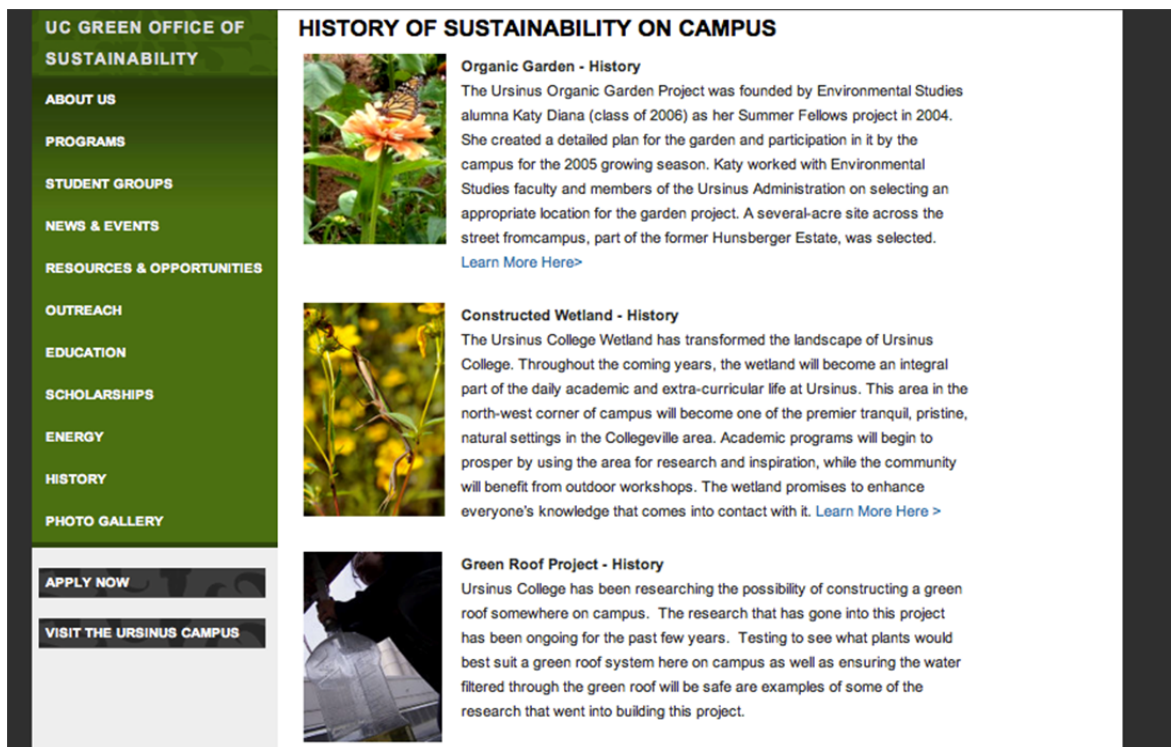 UC GREEN OFFICE OF
SUSTAINABILITY
ABOUT US
PROGRAMS
STUDENT GROUPS
NEWS & EVENTS
RESOURCES & OPPORTUNITIES
OUTREACH
EDUCATION
SCHOLARSHIPS
ENERGY
HISTORY
PHOTO GALLERY
APPLY NOW
VISIT THE URSINUS CAMPUS
HISTORY OF SUSTAINABILITY ON CAMPUS
Organic Garden - History
The Ursinus Organic Garden Project was founded by Environmental Studies
alumna Katy Diana (class of 2006) as her Summer Fellows project in 2004.
She created a detailed plan for the garden and participation in it by the
campus for the 2005 growing season. Katy worked with Environmental
Studies faculty and members of the Ursinus Administration on selecting an
appropriate location for the garden project. A several-acre site across the
street fromcampus, part of the former Hunsberger Estate, was selected.
Learn More Here>
Constructed Wetland - History
The Ursinus College Wetland has transformed the landscape of Ursinus
College. Throughout the coming years, the wetland will become an integral
part of the daily academic and extra-curricular life at Ursinus. This area in the
north-west corner of campus will become one of the premier tranquil, pristine,
natural settings in the Collegeville area. Academic programs will begin to
prosper by using the area for research and inspiration, while the community
will benefit from outdoor workshops. The wetland promises to enhance
everyone's knowledge that comes into contact with it. Learn More Here >
Green Roof Project - History
Ursinus College has been researching the possibility of constructing a green
roof somewhere on campus. The research that has gone into this project
has been ongoing for the past few years. Testing to see what plants would
best suit a green roof system here on campus as well as ensuring the water
filtered through the green roof will be safe are examples of some of the
research that went into building this project.